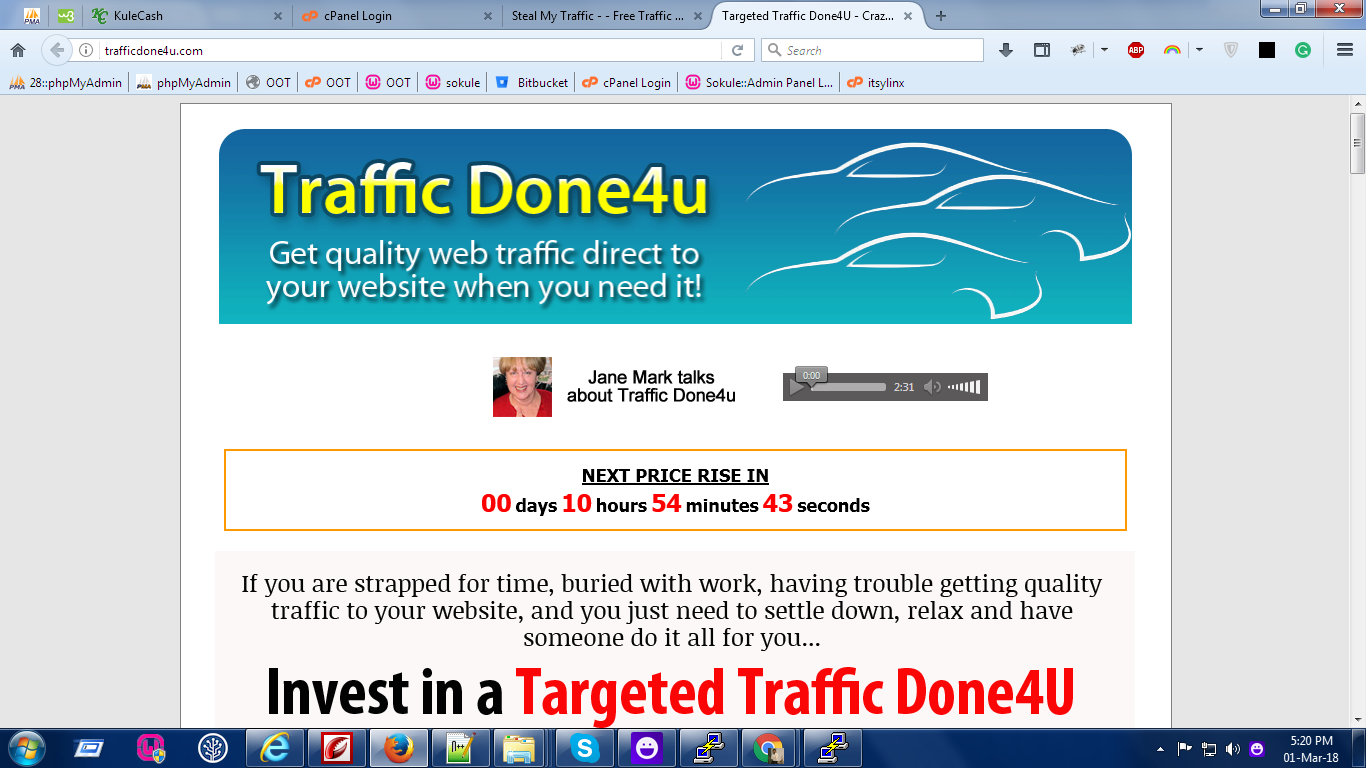 KuleCash
cPanel Login
Steal My Traffic - - Free Traffic ...
Targeted Traffic Done4U - Craz...
trafficdone4u.com
Search
ABP
28::phpMyAdmin
phpMyAdmin
OOT
OOT
OOT
sokule
Bitbucket
cPanel Login
Sokule::Admin Panel L...
itsylinx
Traffic Done4u
Get quality web traffic direct to
your website when you need it!
Jane Mark talks
about Traffic Done4u
0:00
2:31
NEXT PRICE RISE IN
00 days 10 hours 54 minutes 43 seconds
If you are strapped for time, buried with work, having trouble getting quality
traffic to your website, and you just need to settle down, relax and have
someone do it all for you...
Invest in a Targeted Traffic Done4U
5:20 PM
01-Mar-18